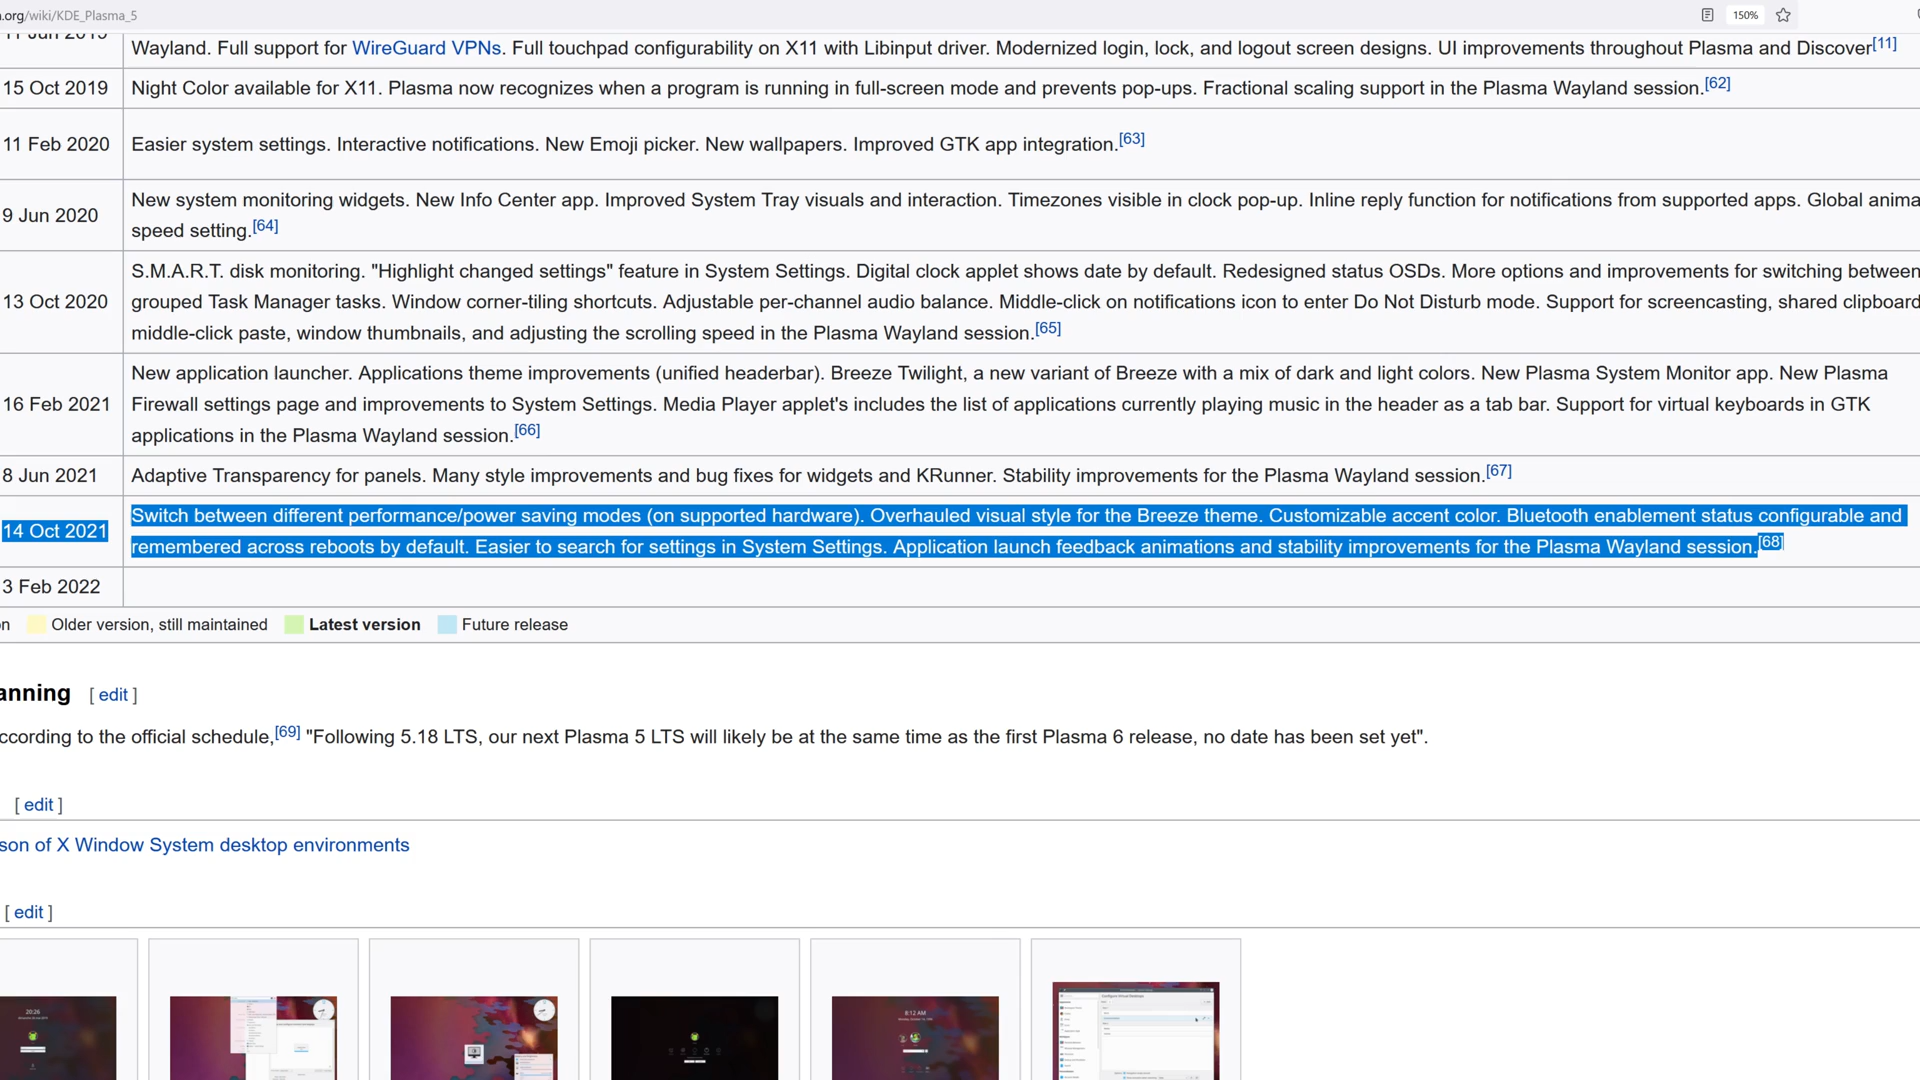 .org/wiki/KDE_Plasma_5
150%
11 Jun 2019
Wayland. Full support for WireGuard VPNs. Full touchpad configurability on X11 with Libinput driver. Modernized login, lock, and logout screen designs. UI improvements throughout Plasma and Discover[11]
15 Oct 2019
Night Color available for X11. Plasma now recognizes when a program is running in full-screen mode and prevents pop-ups. Fractional scaling support in the Plasma Wayland session.[62]
11 Feb 2020
Easier system settings. Interactive notifications. New Emoji picker. New wallpapers. Improved GTK app integration.[63]
9 Jun 2020
New system monitoring widgets. New Info Center app. Improved System Tray visuals and interaction. Timezones visible in clock pop-up. Inline reply function for notifications from supported apps. Global anima
speed setting.[64]
13 Oct 2020
S.M.A.R.T. disk monitoring. "Highlight changed settings" feature in System Settings. Digital clock applet shows date by default. Redesigned status OSDs. More options and improvements for switching between
grouped Task Manager tasks. Window corner-tiling shortcuts. Adjustable per-channel audio balance. Middle-click on notifications icon to enter Do Not Disturb mode. Support for screencasting, shared clipboard
middle-click paste, window thumbnails, and adjusting the scrolling speed in the Plasma Wayland session.[65]
16 Feb 2021
New application launcher. Applications theme improvements (unified headerbar). Breeze Twilight, a new variant of Breeze with a mix of dark and light colors. New Plasma System Monitor app. New Plasma
Firewall settings page and improvements to System Settings. Media Player applet's includes the list of applications currently playing music in the header as a tab bar. Support for virtual keyboards in GTK
applications in the Plasma Wayland session.[66]
8 Jun 2021
Adaptive Transparency for panels. Many style improvements and bug fixes for widgets and KRunner. Stability improvements for the Plasma Wayland session.[67]
14 Oct 2021
Switch between different performance/power saving modes (on supported hardware). Overhauled visual style for the Breeze theme. Customizable accent color. Bluetooth enablement status configurable and
remembered across reboots by default. Easier to search for settings in System Settings. Application launch feedback animations and stability improvements for the Plasma Wayland session.[68]
3 Feb 2022
on Older version, still maintained Latest version Future release
anning [ edit ]
ccording to the official schedule,[69] "Following 5.18 LTS, our next Plasma 5 LTS will likely be at the same time as the first Plasma 6 release, no date has been set yet".
[ edit ]
son of X Window System desktop environments
[ edit ]
20:26
8:12 AM